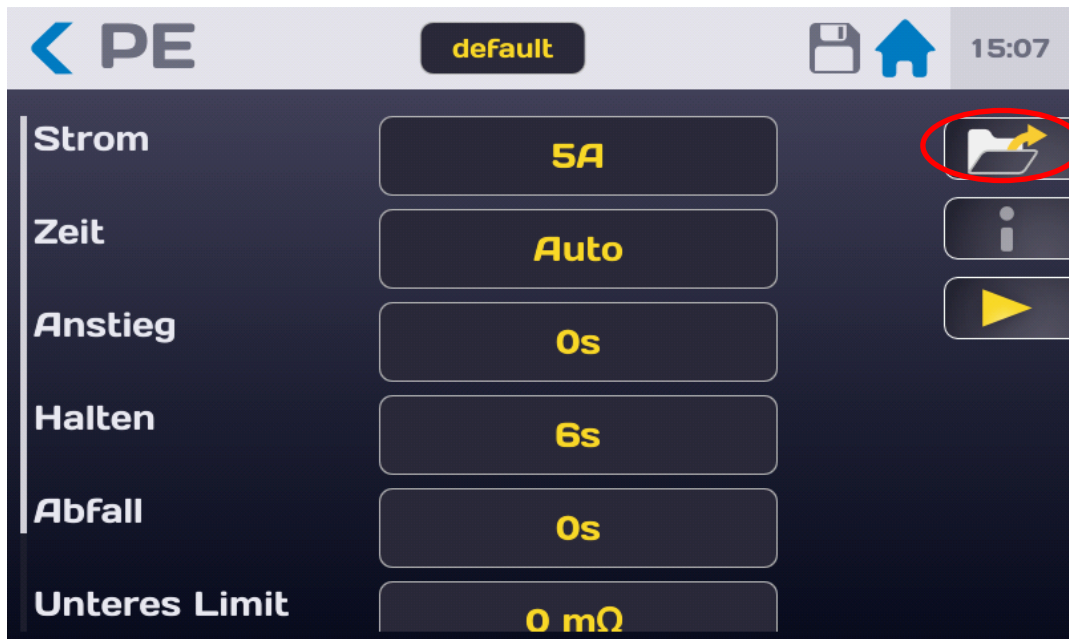 PE
default
15:07
Strom
5A
Zeit
Auto
Anstieg
0s
Halten
6s
Abfall
0s
Unteres Limit
0 mΩ